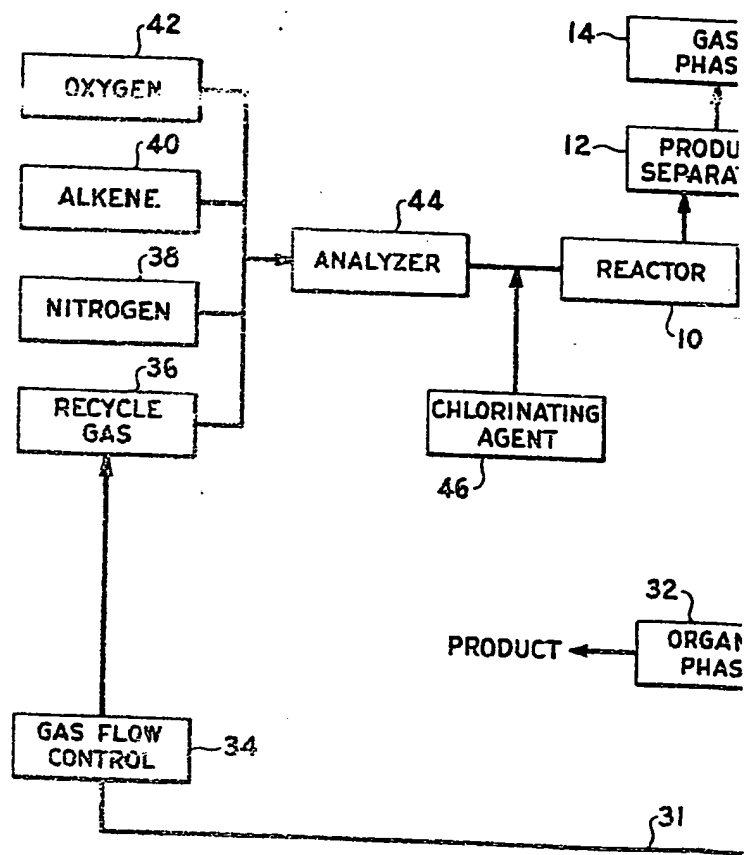 42
OXYGEN
40
ALKENE
38
NITROGEN
36
RECYCLE
GAS
44
ANALYZER
14
GAS
PHAS
12
PRODU
SEPARAT
REACTOR
10
CHLORINATING
AGENT
46
32
ORGAN
PHAS
PRODUCT
GAS FLOW
CONTROL
34
31